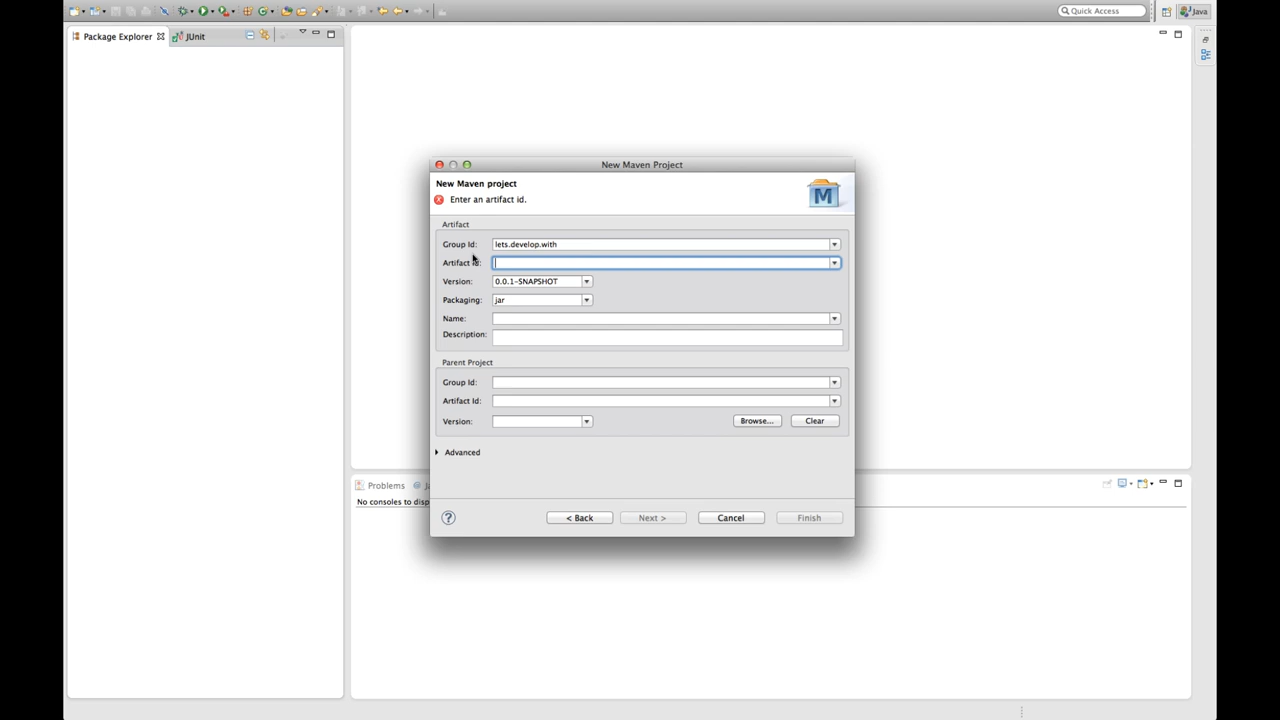 Quick Access
Java
Package Explorer
JUnit
New Maven Project
New Maven project
Enter an artifact id.
M
Artifact
Group Id: lets.develop.with
Artifact Id:
Version: 0.0.1-SNAPSHOT
Packaging: jar
Name:
Description:
Parent Project
Group Id:
Artifact Id:
Version:
Browse... Clear
Advanced
Problems @ J
No consoles to disp
? < Back Next > Cancel Finish